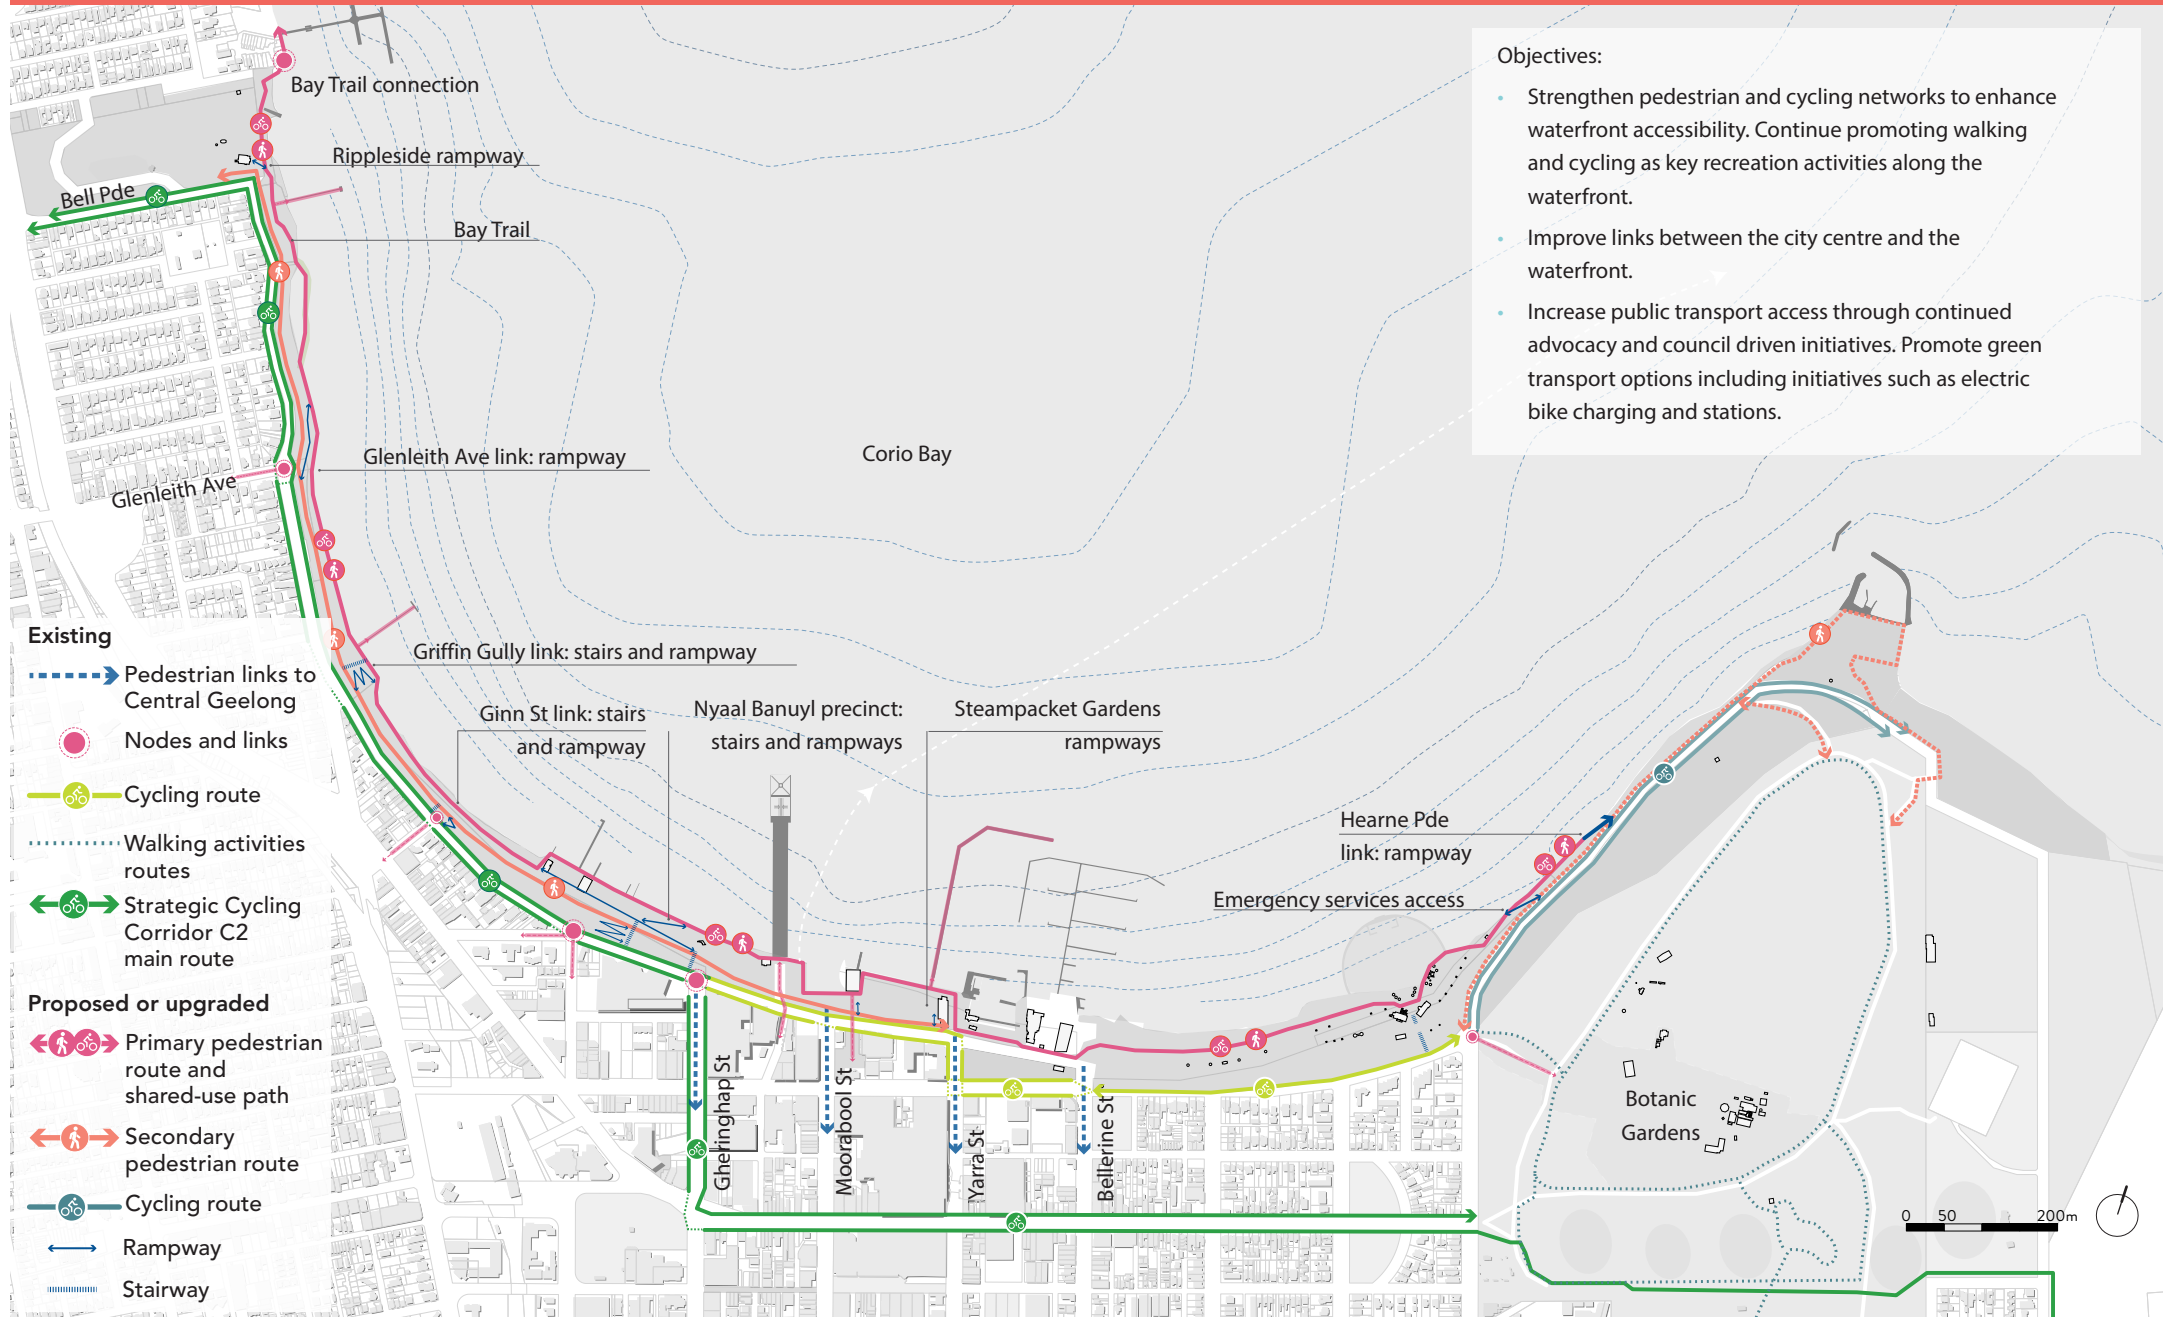 Objectives:
• Strengthen pedestrian and cycling networks to enhance
waterfront accessibility. Continue promoting walking
and cycling as key recreation activities along the
waterfront.
• Improve links between the city centre and the
waterfront.
• Increase public transport access through continued
advocacy and council driven initiatives. Promote green
transport options including initiatives such as electric
bike charging and stations.
Bay Trail connection
Rippleside rampway
Bell Pde
Bay Trail
Glenleith Ave link: rampway
Glenleith Ave
Corio Bay
Griffin Gully link: stairs and rampway
Ginn St link: stairs
and rampway
Nyaal Banuyl precinct:
stairs and rampways
Steampacket Gardens
rampways
Hearne Pde
link: rampway
Emergency services access
Gheringhap St
Moorabool St
Yarra St
Bellerine St
Botanic
Gardens
0 50 200m
Existing
Pedestrian links to
Central Geelong
Nodes and links
Cycling route
Walking activities
routes
Strategic Cycling
Corridor C2
main route
Proposed or upgraded
Primary pedestrian
route and
shared-use path
Secondary
pedestrian route
Cycling route
Rampway
Stairway